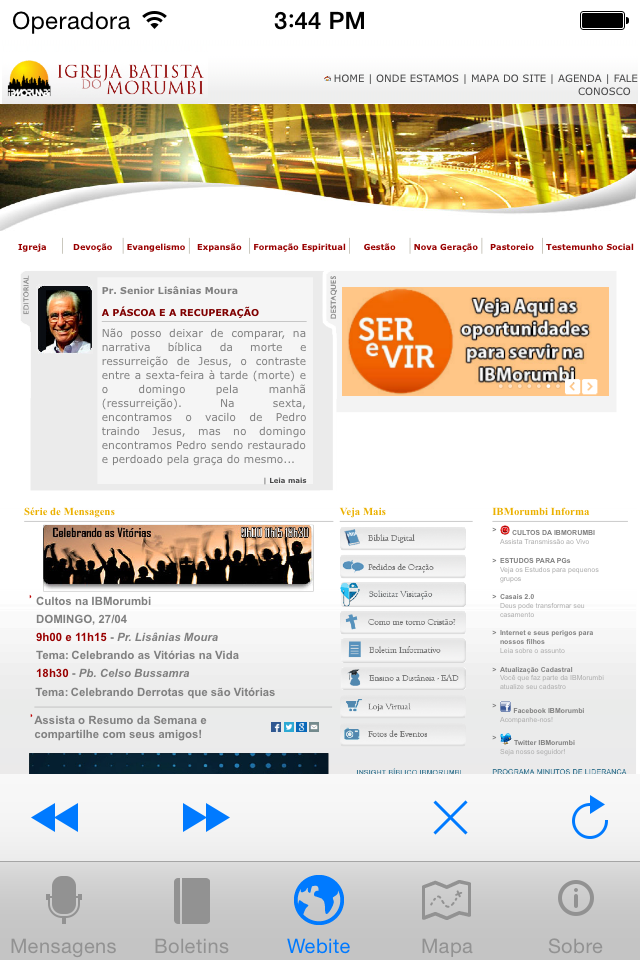 Operadora 3:44 PM
IGREJA BATISTA
DO MORUMBI
IBMORUMBI
HOME | ONDE ESTAMOS | MAPA DO SITE | AGENDA | FALE
CONOSCO
Igreja Devoção Evangelismo Expansão Formação Espiritual Gestão Nova Geração Pastoreio Testemunho Social
EDITORIAL
Pr. Senior Lisânias Moura
A PÁSCOA E A RECUPERAÇÃO
Não posso deixar de comparar, na
narrativa bíblica da morte e
ressurreição de Jesus, o contraste
entre a sexta-feira à tarde (morte) e
o domingo pela manhã
(ressurreição). Na sexta,
encontramos o vacilo de Pedro
traindo Jesus, mas no domingo
encontramos Pedro sendo restaurado
e perdoado pela graça do mesmo...
| Leia mais
DESTAQUES
SER
e VIR
Veja Aqui as
oportunidades
para servir na
IBMorumbi
Série de Mensagens
Celebrando as Vitórias 9H00 11H15 18H30
Cultos na IBMorumbi
DOMINGO, 27/04
9h00 e 11h15 - Pr. Lisânias Moura
Tema: Celebrando as Vitórias na Vida
18h30 - Pb. Celso Bussamra
Tema: Celebrando Derrotas que são Vitórias
Assista o Resumo da Semana e
compartilhe com seus amigos!
Veja Mais
Bíblia Digital
Pedidos de Oração
Solicitar Visitação
Como me torno Cristão?
Boletim Informativo
Ensino a Distância - EAD
Loja Virtual
Fotos de Eventos
INSIGHT BÍBLICO IBMORUMBI
IBMorumbi Informa
> CULTOS DA IBMORUMBI
Assista Transmissão ao Vivo
> ESTUDOS PARA PGs
Veja os Estudos para pequenos
grupos
> Casais 2.0
Deus pode transformar seu
casamento.
> Internet e seus perigos para
nossos filhos
Leia sobre o assunto
> Atualização Cadastral
Você que faz parte da IBMorumbi
atualize seu cadastro
> Facebook IBMorumbi
Acompanhe-nos!
> Twitter IBMorumbi
Seja nosso seguidor!
PROGRAMA MINUTOS DE LIDERANÇA
Mensagens Boletins Webite Mapa Sobre